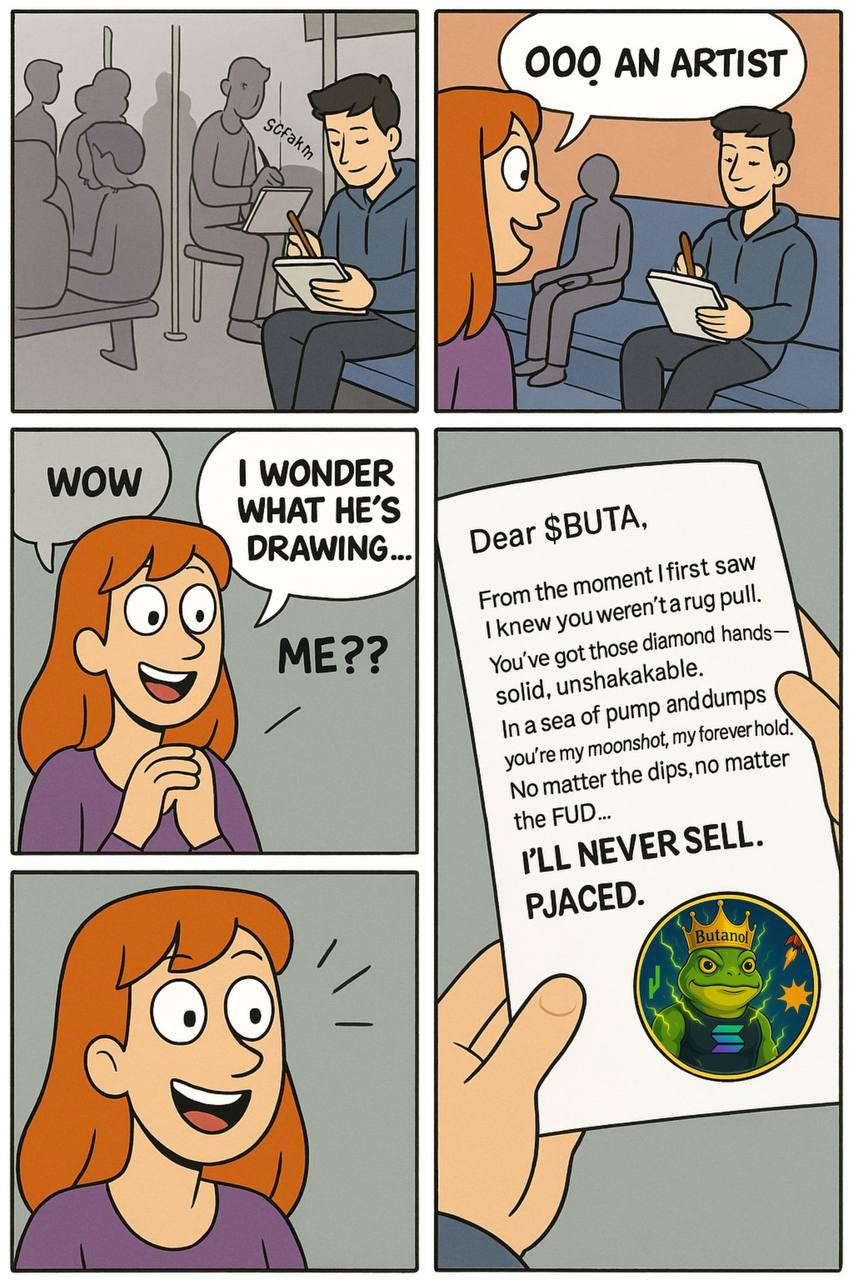 scfakm
OOỌ AN ARTIST
WOW
I WONDER
WHAT HE'S
DRAWING...
ME??
Dear $BUTA,
From the moment I first saw
I knew you weren't a rug pull.
You've got those diamond hands—
solid, unshakakable.
In a sea of pump and dumps
you're my moonshot, my forever hold.
No matter the dips, no matter
the FUD...
I'LL NEVER SELL.
PJACED.
Butanol